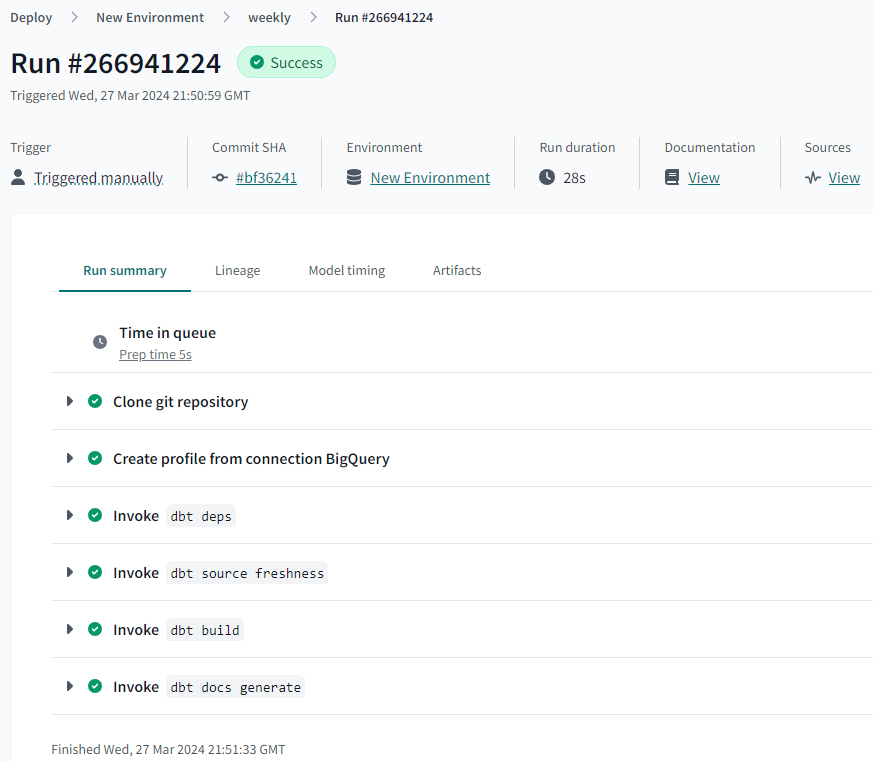 Deploy > New Environment > weekly > Run #266941224
Run #266941224 Success
Triggered Wed, 27 Mar 2024 21:50:59 GMT
Trigger Commit SHA Environment Run duration Documentation Sources
Triggered manually #bf36241 New Environment 28s View View
Run summary Lineage Model timing Artifacts
Time in queue
Prep time 5s
Clone git repository
Create profile from connection BigQuery
Invoke dbt deps
Invoke dbt source freshness
Invoke dbt build
Invoke dbt docs generate
Finished Wed, 27 Mar 2024 21:51:33 GMT